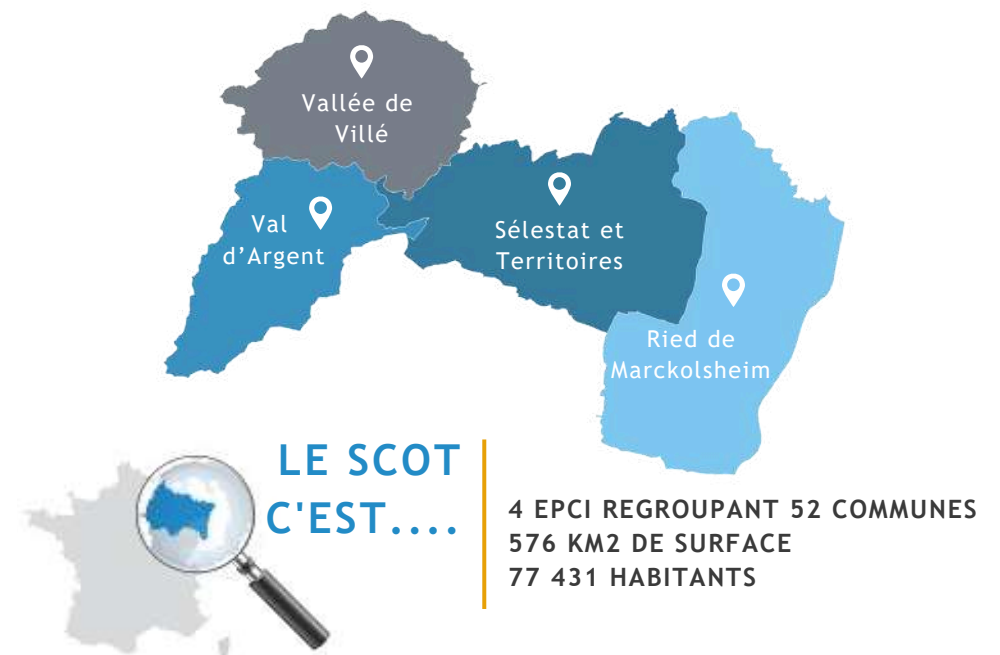 Vallée de
Villé
Val
d’Argent
Sélestat et
Territoires
Ried de
Marckolsheim
LE SCOT
C'EST....
4 EPCI REGROUPANT 52 COMMUNES
576 KM2 DE SURFACE
77 431 HABITANTS